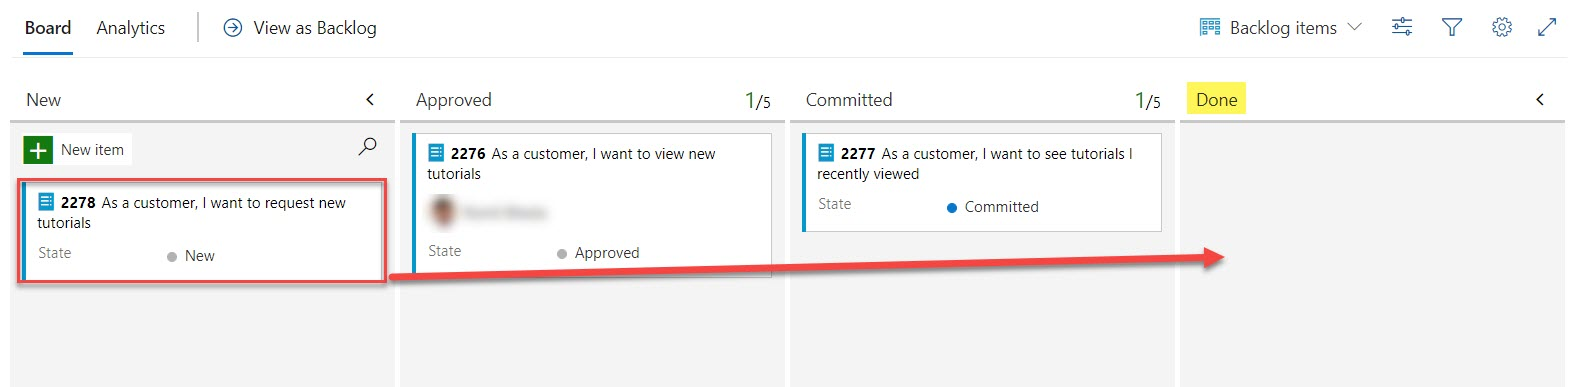 Board
Analytics
View as Backlog
Backlog items
New
Approved
1/5
Committed
1/5
Done
New item
2278 As a customer, I want to request new
tutorials
State
New
2276 As a customer, I want to view new
tutorials
State
Approved
2277 As a customer, I want to see tutorials I
recently viewed
State
Committed